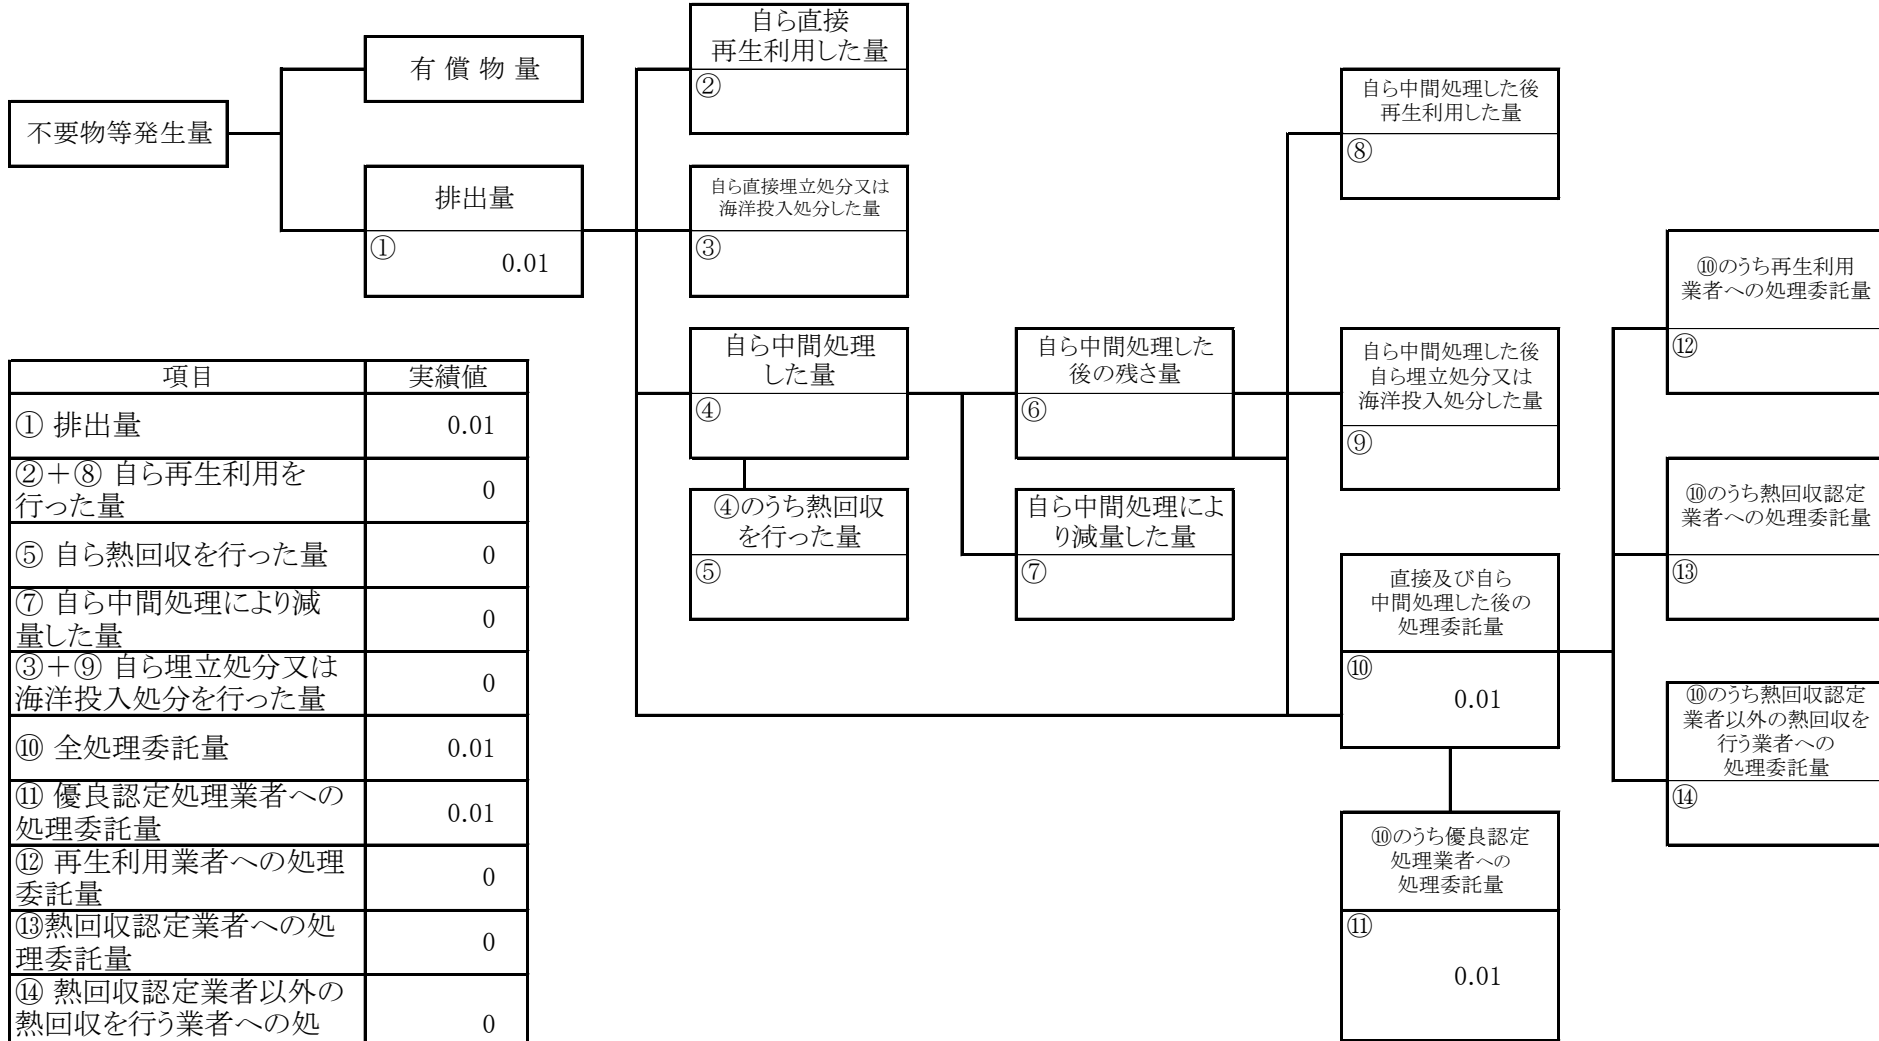 不要物等発生量
有償物量
排出量
①
0.01
自ら直接
再生利用した量
②
自ら直接埋立処分又は
海洋投入処分した量
③
自ら中間処理
した量
④
④のうち熱回収
を行った量
⑤
自ら中間処理した
後の残さ量
⑥
自ら中間処理によ
り減量した量
⑦
自ら中間処理した後
再生利用した量
⑧
自ら中間処理した後
自ら埋立処分又は
海洋投入処分した量
⑨
直接及び自ら
中間処理した後の
処理委託量
⑩
0.01
⑩のうち優良認定
処理業者への
処理委託量
⑪
0.01
⑩のうち再生利用
業者への処理委託量
⑫
⑩のうち熱回収認定
業者への処理委託量
⑬
⑩のうち熱回収認定
業者以外の熱回収を
行う業者への
処理委託量
⑭
項目 実績値
① 排出量 0.01
②+⑧ 自ら再生利用を
行った量 0
⑤ 自ら熱回収を行った量 0
⑦ 自ら中間処理により減
量した量 0
③+⑨ 自ら埋立処分又は
海洋投入処分を行った量 0
⑩ 全処理委託量 0.01
⑪ 優良認定処理業者への
処理委託量 0.01
⑫ 再生利用業者への処理
委託量 0
⑬熱回収認定業者への処
理委託量 0
⑭ 熱回収認定業者以外の
熱回収を行う業者への処 0